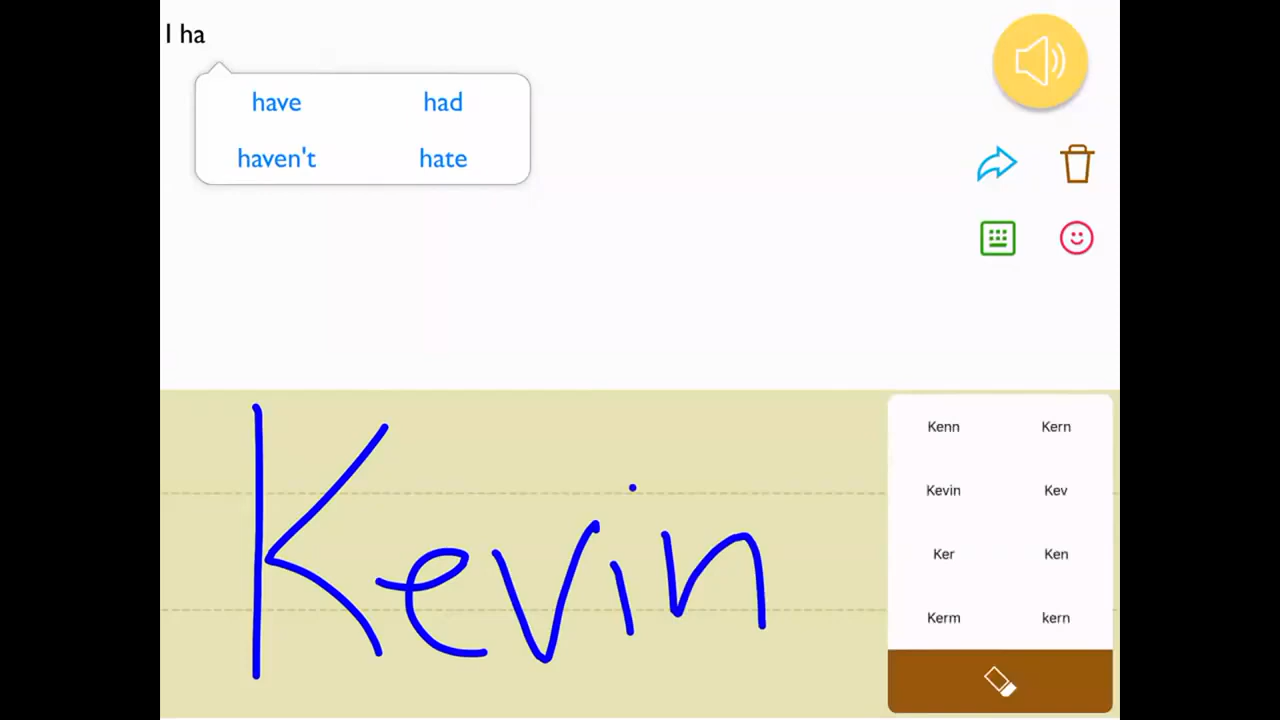 I ha
have had
haven't hate
Kevin
Kenn Kern
Kevin Kev
Ker Ken
Kerm kern